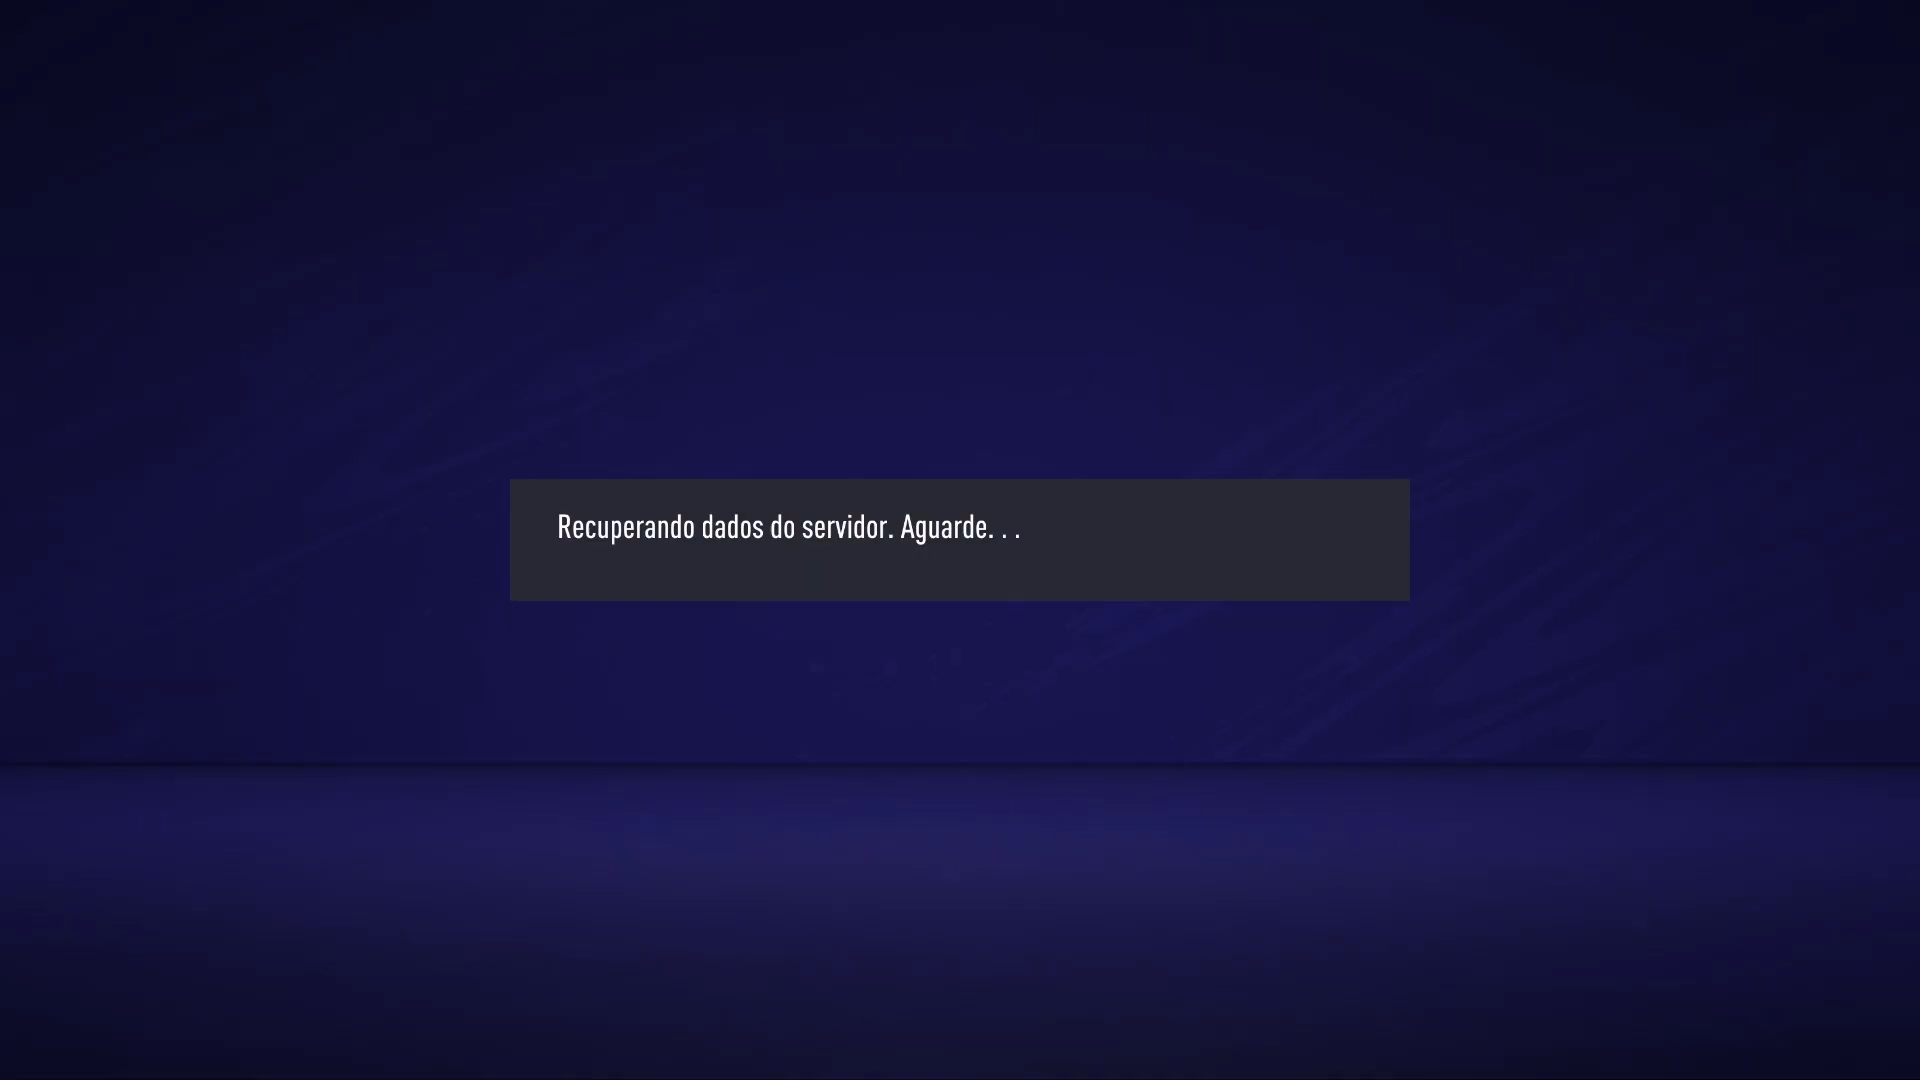 Recuperando dados do servidor. Aguarde. . .